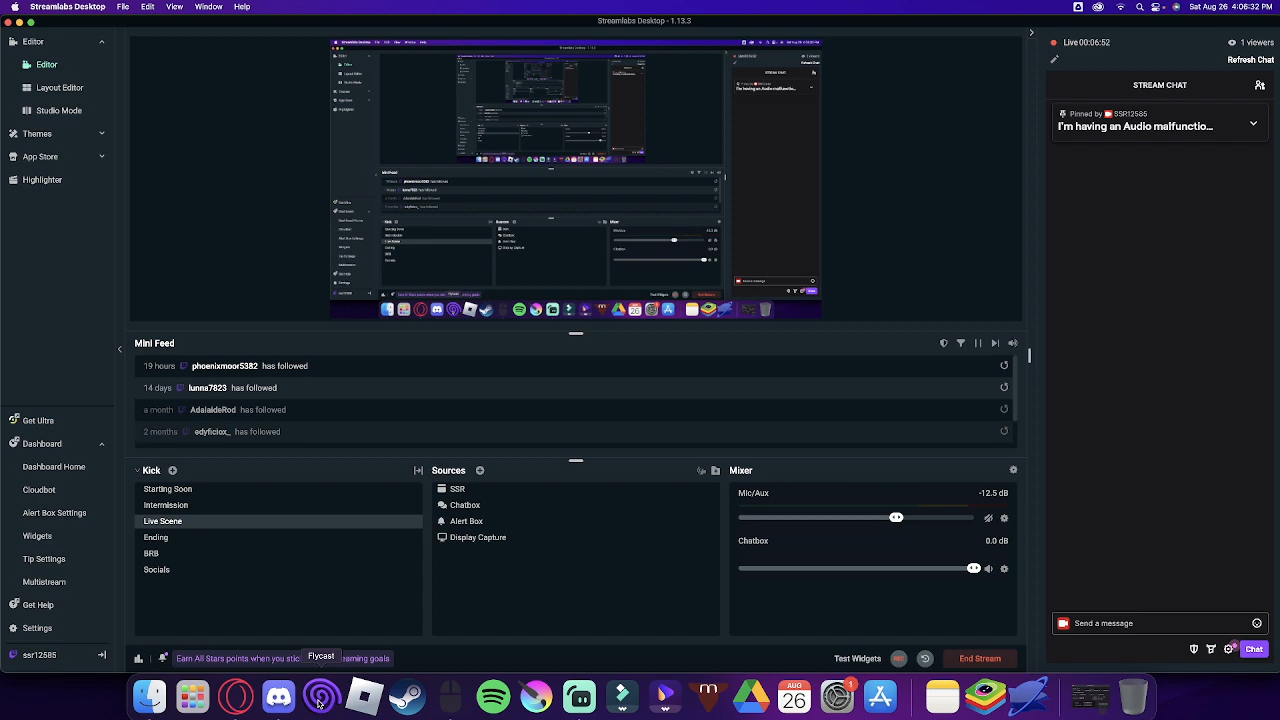 Streamlabs Desktop File Edit View Window Help
Sat Aug 26 6:39:32 PM
Streamlabs Desktop - 1.13.3
Editor
Editor
Layout Editor
Studio Mode
Themes
App Store
Highlighter
Get Ultra
Dashboard
Dashboard Home
Cloudbot
Alert Box Settings
Widgets
Tip Settings
Multistream
Get Help
Settings
ssr12585
Mini Feed
19 hours phoenixmoor5382 has followed
14 days lunna7823 has followed
a month AdalaideRod has followed
2 months edyficiox_ has followed
Kick
Starting Soon
Intermission
Live Scene
Ending
BRB
Socials
Sources
SSR
Chatbox
Alert Box
Display Capture
Mixer
Mic/Aux -12.5 dB
Chatbox 0.0 dB
Earn All Stars points when you stic
Flycast
eaming goals
Test Widgets REC End Stream
Live 00:06:52 1 viewers
Refresh Chat
STREAM CHAT
Pinned by SSR12585
I'm having an Audio malfunctio...
Send a message
Chat
AUG
26
1